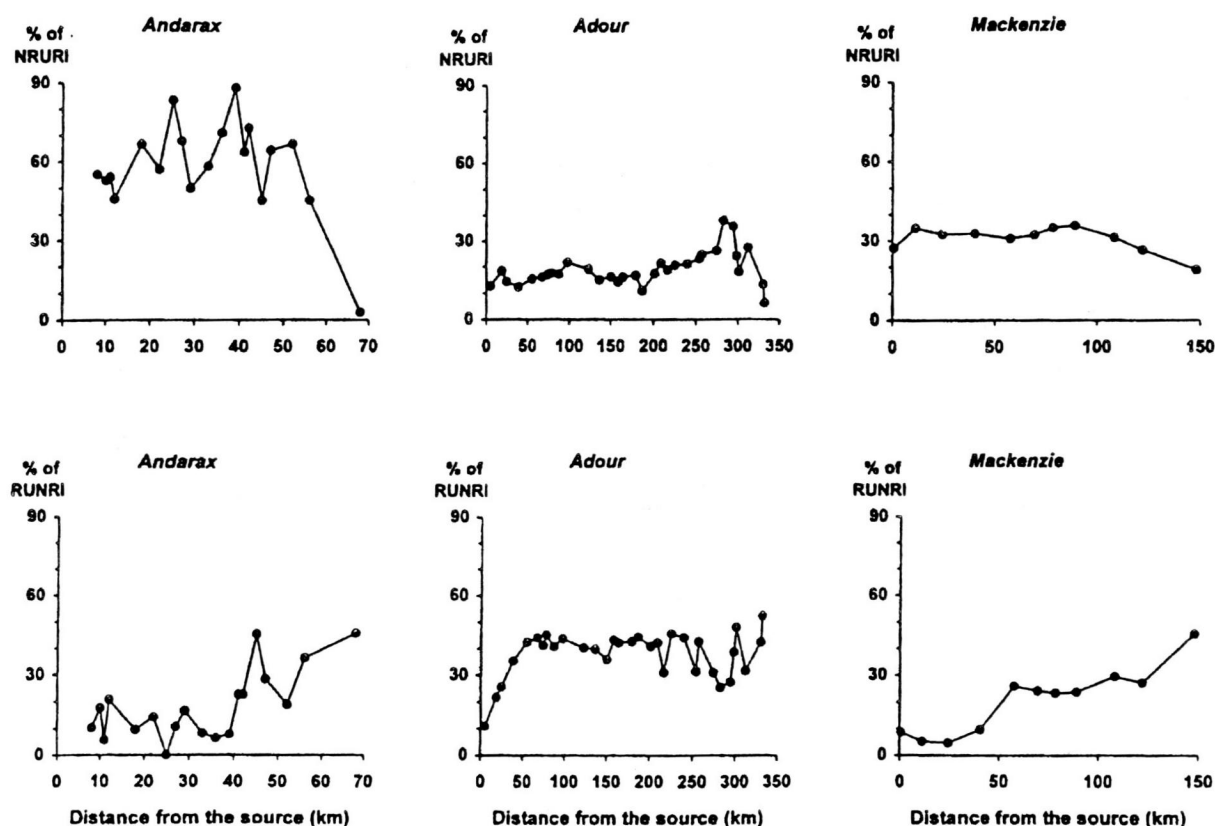 % of
NRURI
Andarax
90
60
30
0
0 10 20 30 40 50 60 70
% of
NRURI
Adour
90
60
30
0
0 50 100 150 200 250 300 350
% of
NRURI
Mackenzie
90
60
30
0
0 50 100 150
% of
RUNRI
Andarax
90
60
30
0
0 10 20 30 40 50 60 70
Distance from the source (km)
% of
RUNRI
Adour
90
60
30
0
0 50 100 150 200 250 300 350
Distance from the source (km)
% of
RUNRI
Mackenzie
90
60
30
0
0 50 100 150
Distance from the source (km)